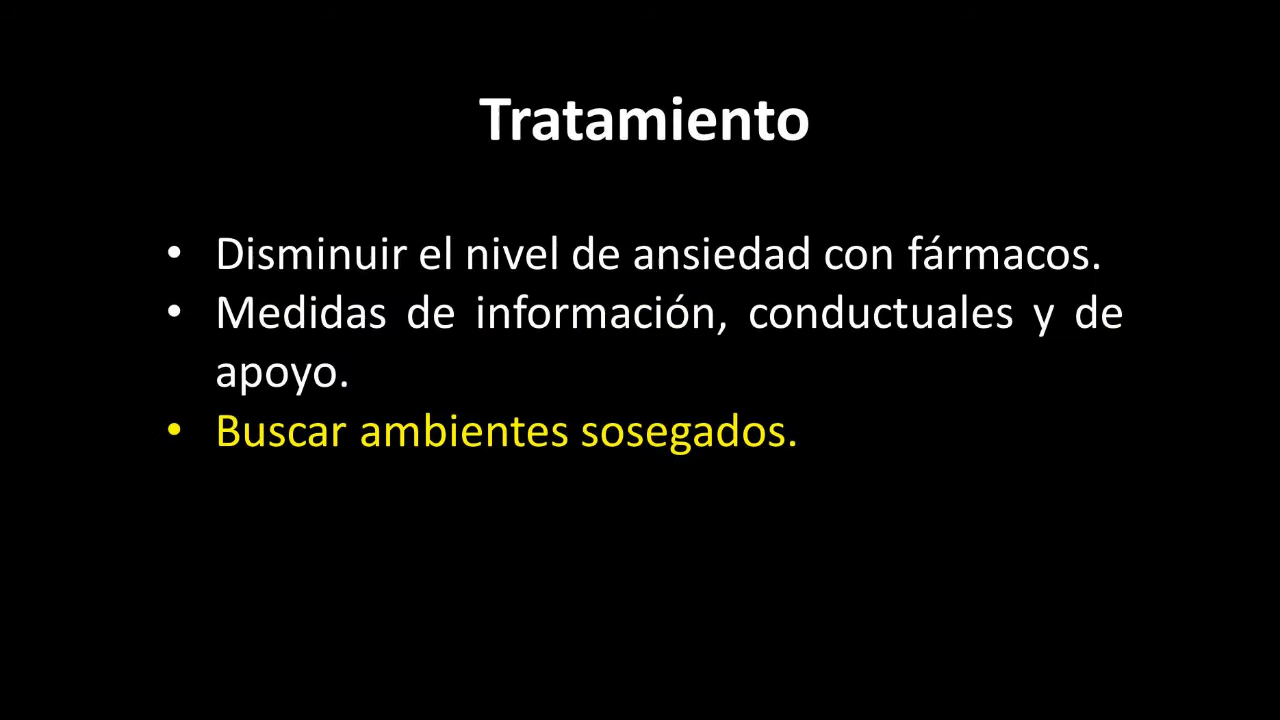 Tratamiento
• Disminuir el nivel de ansiedad con fármacos.
• Medidas de información, conductuales y de
apoyo.
• Buscar ambientes sosegados.